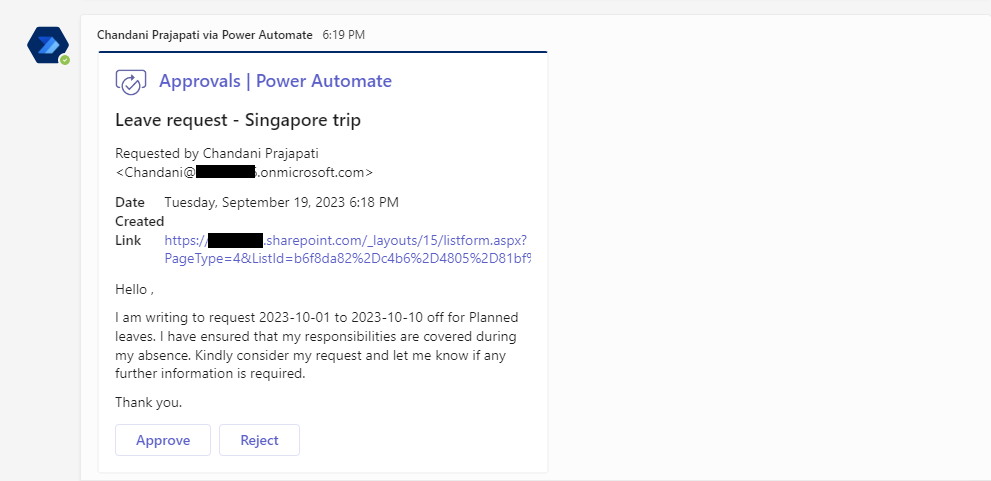 Chandani Prajapati via Power Automate 6:19 PM
Approvals | Power Automate
Leave request - Singapore trip
Requested by Chandani Prajapati
<Chandani@ .onmicrosoft.com>
Date Tuesday, September 19, 2023 6:18 PM
Created
Link https:// .sharepoint.com/_layouts/15/listform.aspx?
PageType=4&ListId=b6f8da82%2Dc4b6%2D4805%2D81bf%
Hello ,
I am writing to request 2023-10-01 to 2023-10-10 off for Planned
leaves. I have ensured that my responsibilities are covered during
my absence. Kindly consider my request and let me know if any
further information is required.
Thank you.
Approve Reject